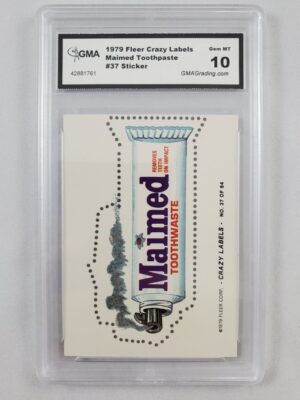 GMA
42881761
1979 Fleer Crazy Labels
Maimed Toothpaste
#37 Sticker
Gem MT
10
GMAGrading.com
Maimed
TOOTHWASTE
REMOVES
TEETH
ON IMPACT
©1979 FLEER CORP. - CRAZY LABELS - NO. 37 OF 64